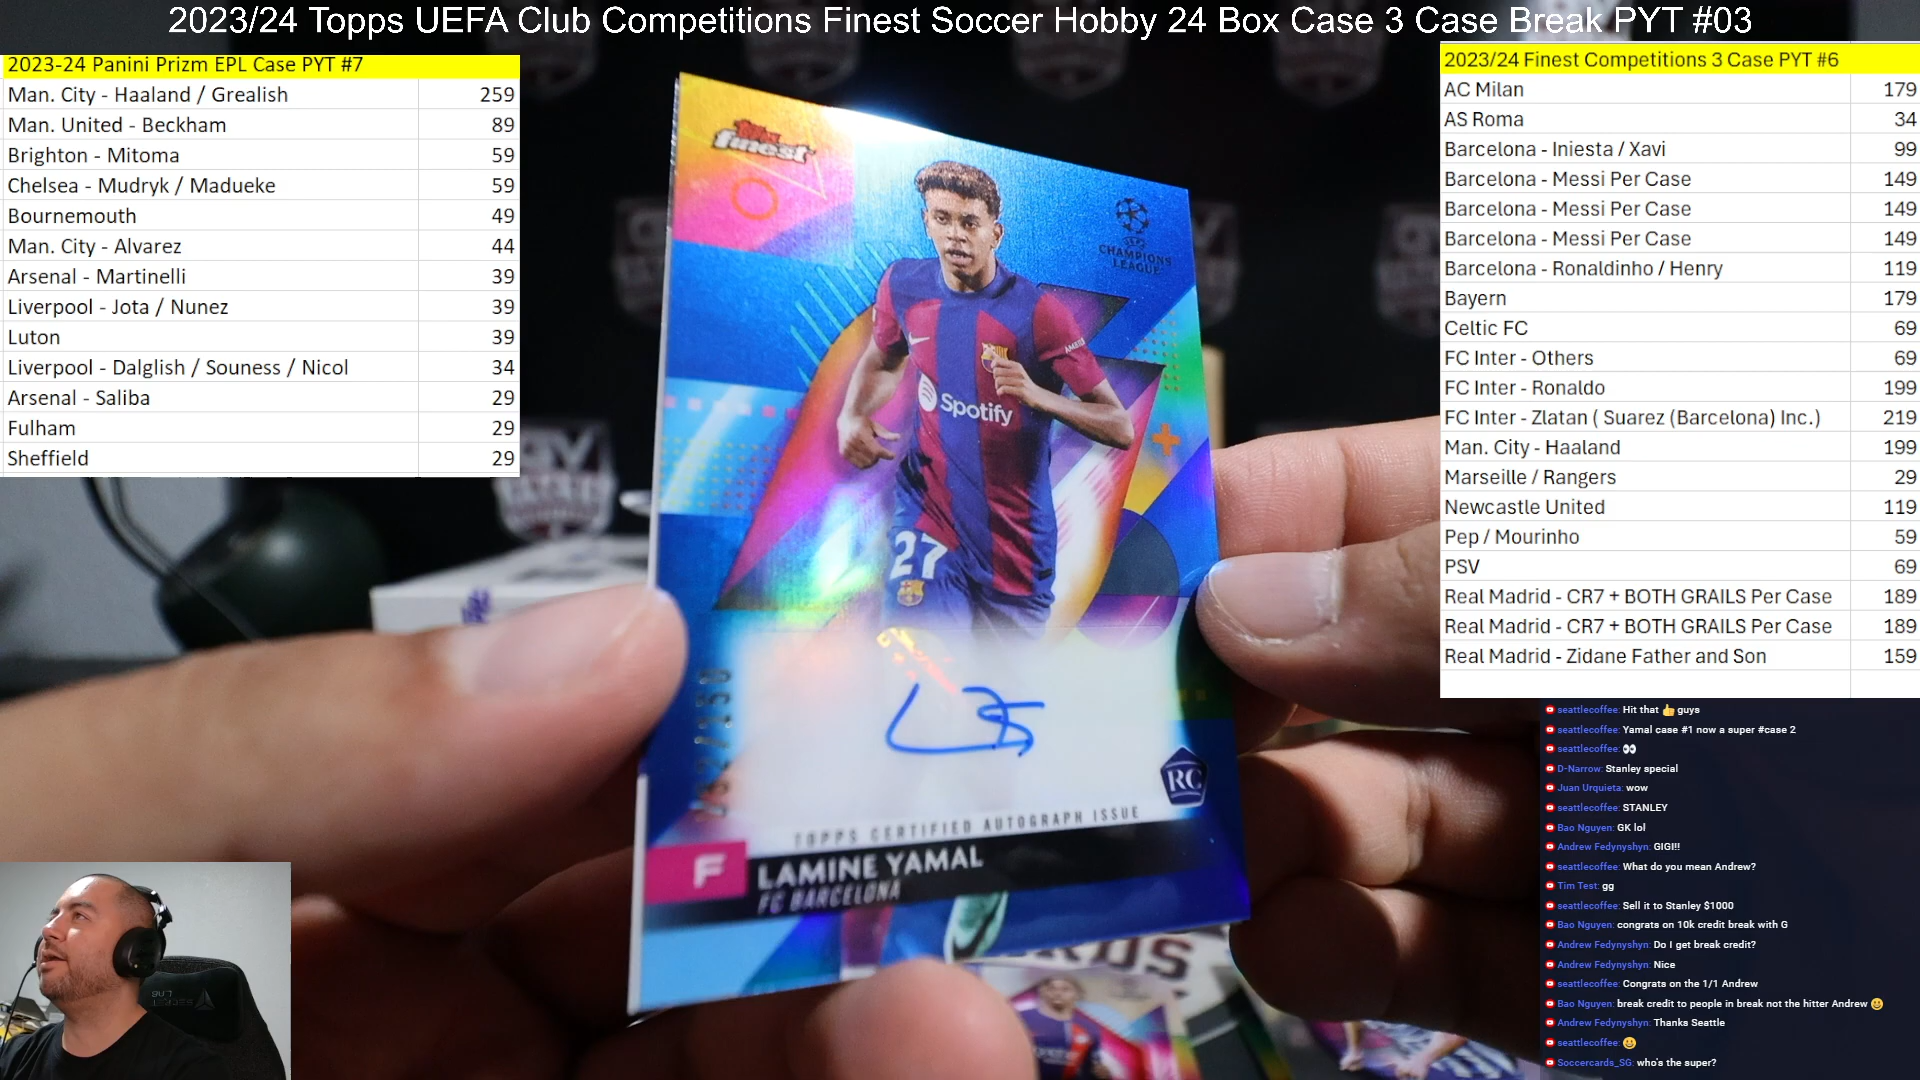 2023/24 Topps UEFA Club Competitions Finest Soccer Hobby 24 Box Case 3 Case Break PYT #03
2023-24 Panini Prizm EPL Case PYT #7
Man. City - Haaland / Grealish 259
Man. United - Beckham 89
Brighton - Mitoma 59
Chelsea - Mudryk / Madueke 59
Bournemouth 49
Man. City - Alvarez 44
Arsenal - Martinelli 39
Liverpool - Jota / Nunez 39
Luton 39
Liverpool - Dalglish / Souness / Nicol 34
Arsenal - Saliba 29
Fulham 29
Sheffield 29
Topps
finest
CHAMPIONS
LEAGUE
Spotify
27
RC
TOPPS CERTIFIED AUTOGRAPH ISSUE
F
LAMINE YAMAL
FC BARCELONA
2023/24 Finest Competitions 3 Case PYT #6
AC Milan 179
AS Roma 34
Barcelona - Iniesta / Xavi 99
Barcelona - Messi Per Case 149
Barcelona - Messi Per Case 149
Barcelona - Messi Per Case 149
Barcelona - Ronaldinho / Henry 119
Bayern 179
Celtic FC 69
FC Inter - Others 69
FC Inter - Ronaldo 199
FC Inter - Zlatan ( Suarez (Barcelona) Inc.) 219
Man. City - Haaland 199
Marseille / Rangers 29
Newcastle United 119
Pep / Mourinho 59
PSV 69
Real Madrid - CR7 + BOTH GRAILS Per Case 189
Real Madrid - CR7 + BOTH GRAILS Per Case 189
Real Madrid - Zidane Father and Son 159
seattlecoffee: Hit that 👍 guys
seattlecoffee: Yamal case #1 now a super #case 2
seattlecoffee: 👀
D-Narrow: Stanley special
Juan Urquieta: wow
seattlecoffee: STANLEY
Bao Nguyen: GK lol
Andrew Fedynyshyn: GIGI!!
seattlecoffee: What do you mean Andrew?
Tim Test: gg
seattlecoffee: Sell it to Stanley $1000
Bao Nguyen: congrats on 10k credit break with G
Andrew Fedynyshyn: Do I get break credit?
Andrew Fedynyshyn: Nice
seattlecoffee: Congrats on the 1/1 Andrew
Bao Nguyen: break credit to people in break not the hitter Andrew 😀
Andrew Fedynyshyn: Thanks Seattle
seattlecoffee: 😀
Soccercards_SG: who's the super?